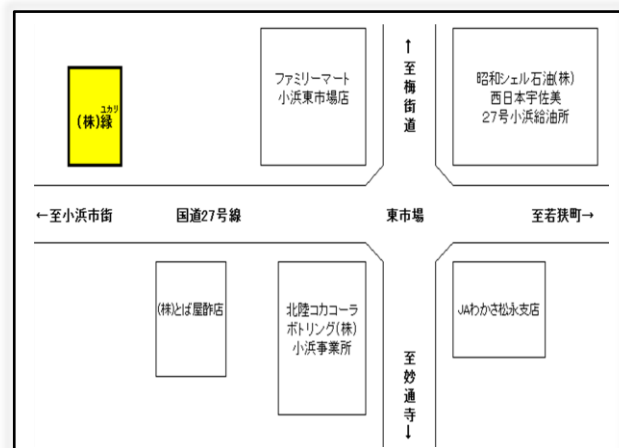 ユカリ
(株)緑
ファミリーマート
小浜東市場店
↑至梅街道
昭和シェル石油(株)
西日本宇佐美
27号小浜給油所
←至小浜市街
国道27号線
東市場
至若狭町→
(株)とば屋酢店
北陸コカコーラ
ボトリング(株)
小浜事業所
至妙通寺↓
JAわかさ松永支店